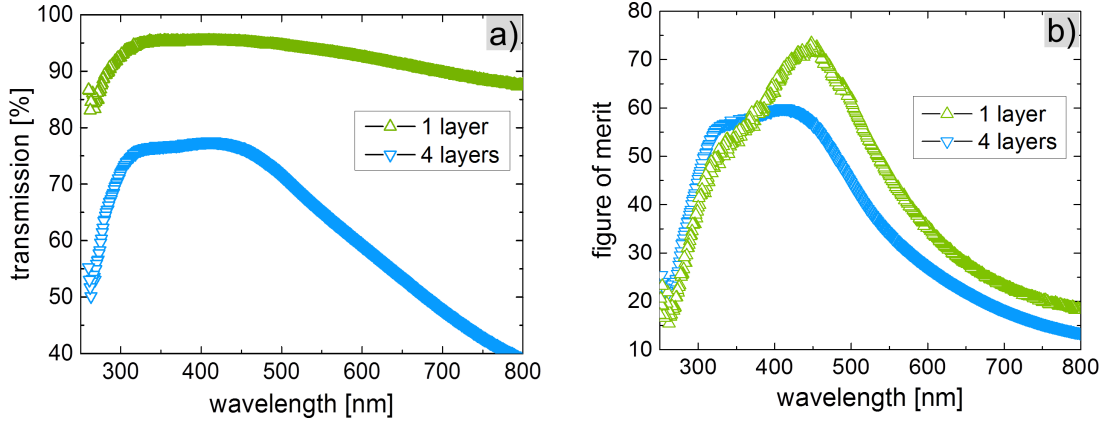 a)
100
90
80
70
60
50
40
transmission [%]
1 layer
4 layers
300 400 500 600 700 800
wavelength [nm]
b)
80
70
60
50
40
30
20
10
figure of merit
1 layer
4 layers
300 400 500 600 700 800
wavelength [nm]